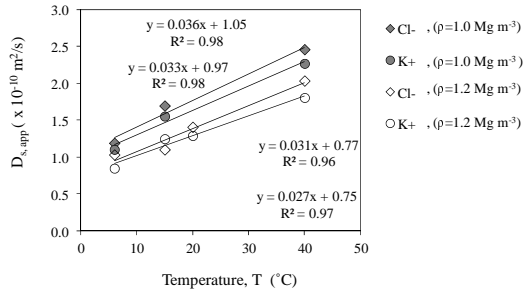 3.0
2.5
2.0
1.5
1.0
0.5
0.0
D_s,app ( x 10⁻¹⁰ m²/s)
y = 0.036x + 1.05
R² = 0.98
y = 0.033x + 0.97
R² = 0.98
y = 0.031x + 0.77
R² = 0.96
y = 0.027x + 0.75
R² = 0.97
0 10 20 30 40 50
Temperature, T (˚C)
Cl- , (ρ=1.0 Mg m⁻³)
K+ , (ρ=1.0 Mg m⁻³)
Cl- , (ρ=1.2 Mg m⁻³)
K+ , (ρ=1.2 Mg m⁻³)